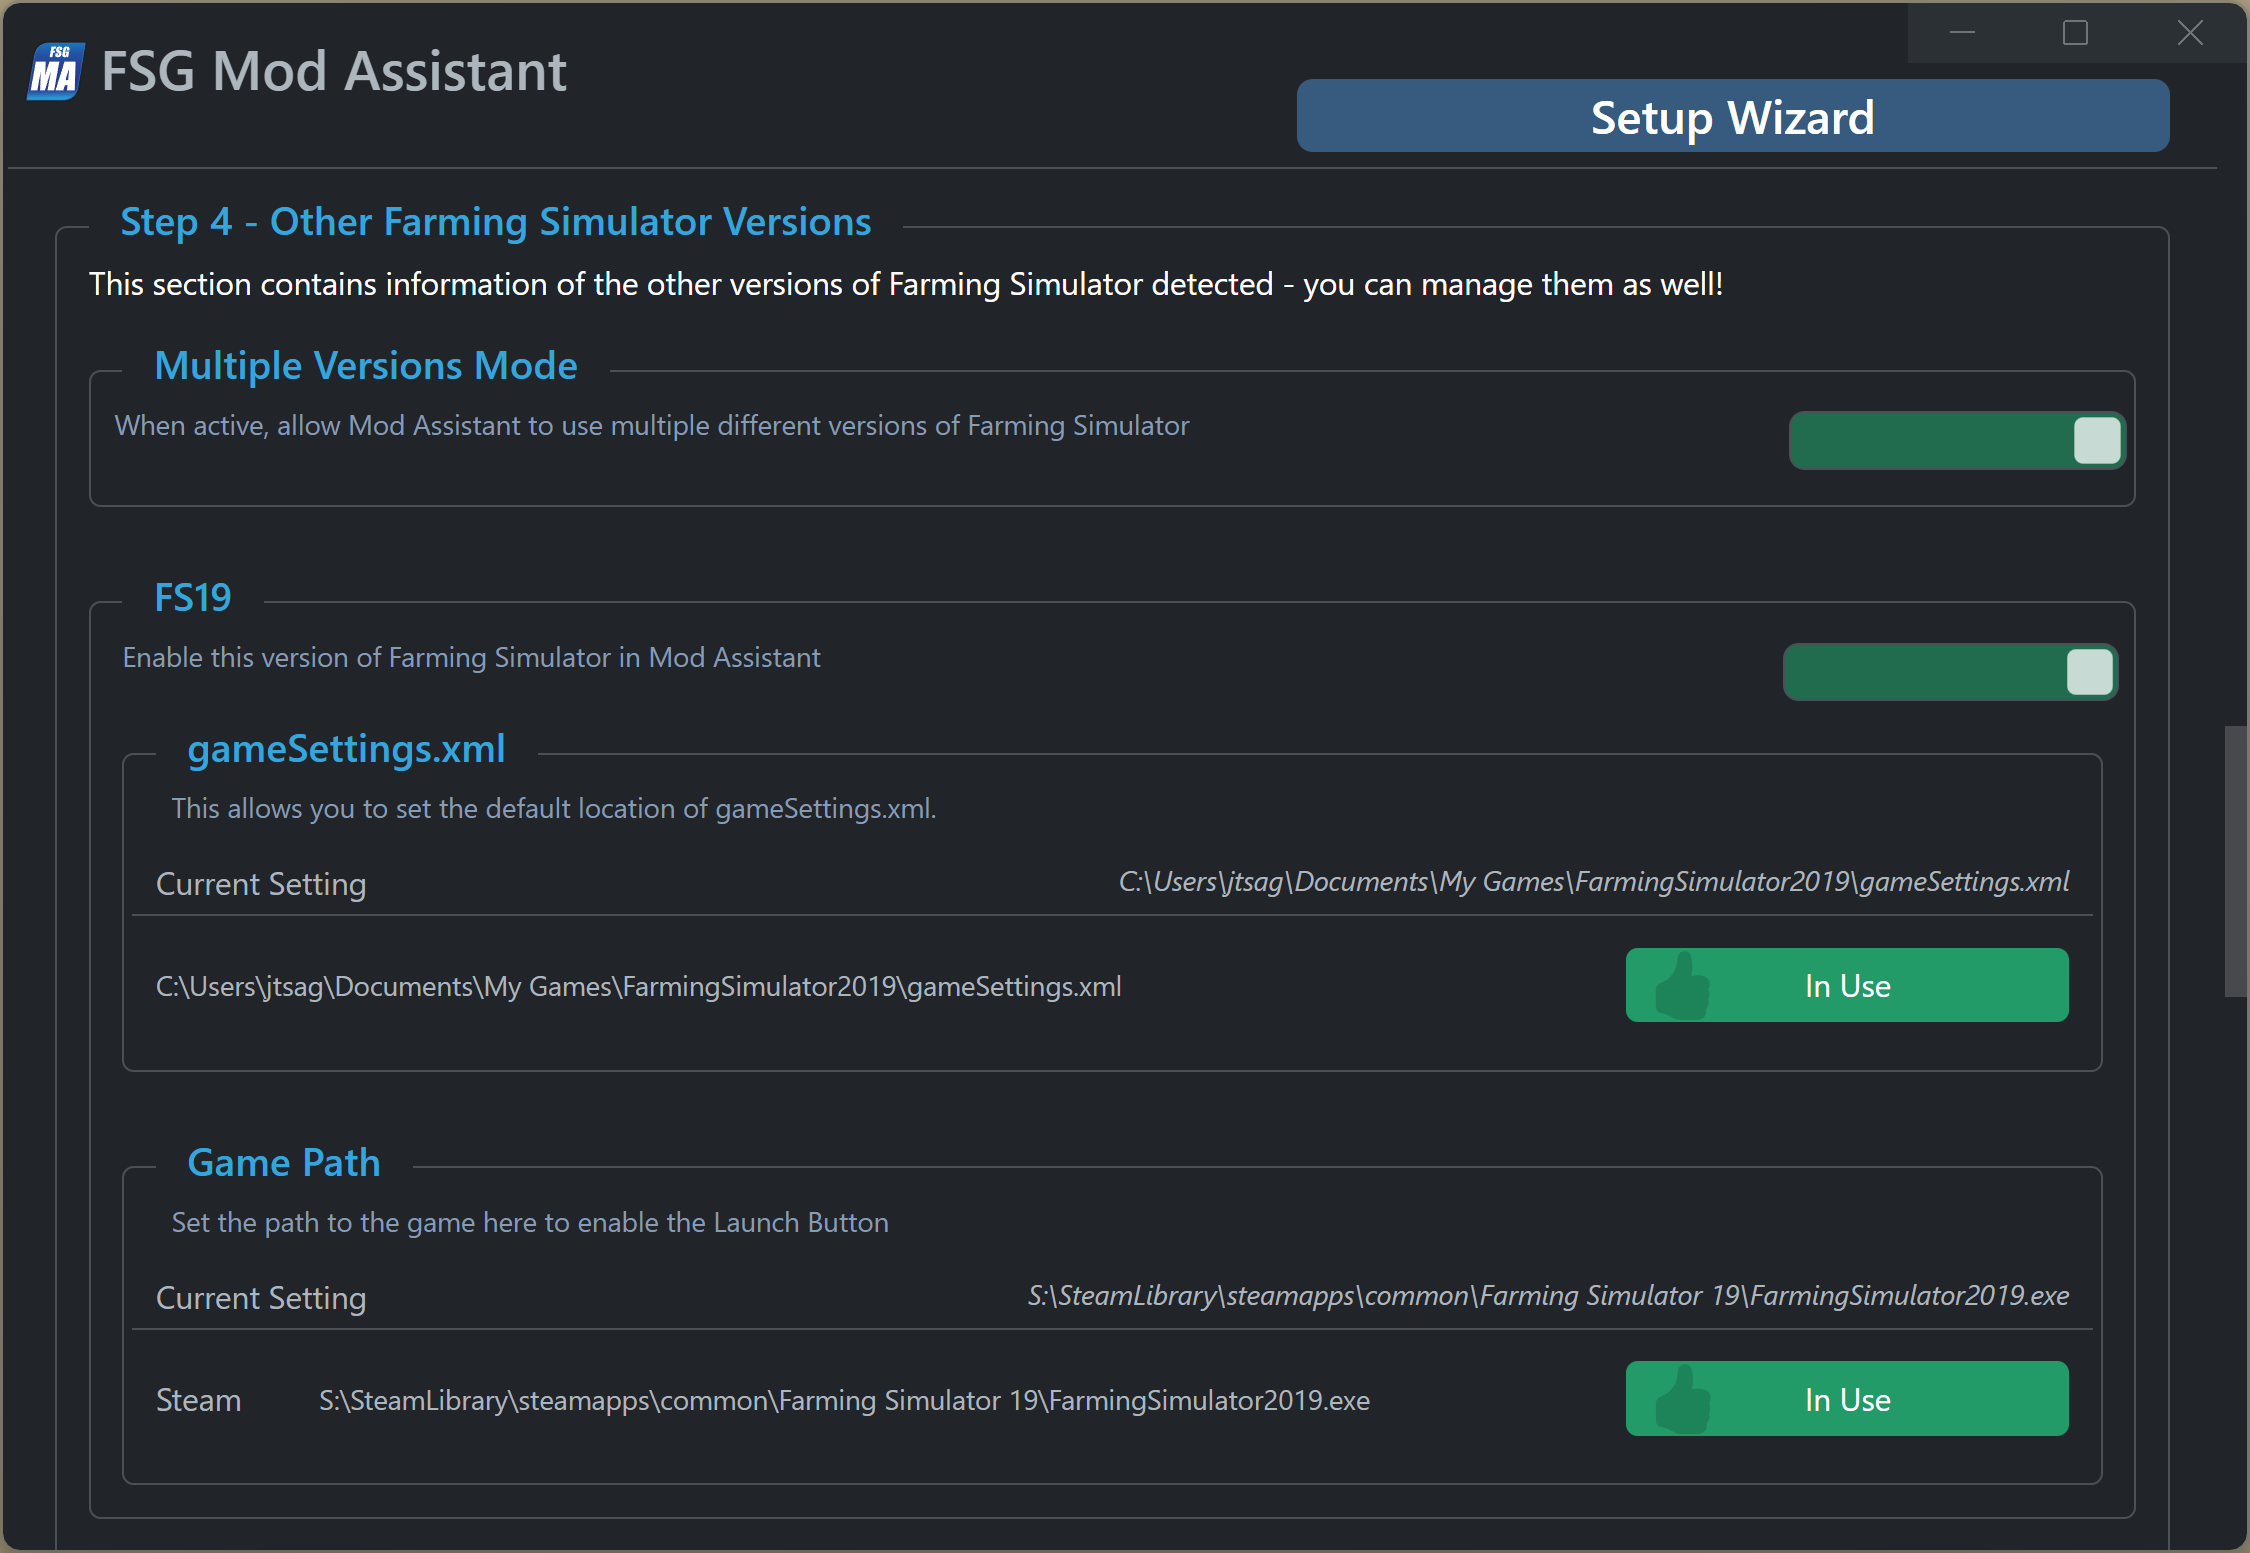 FSG
MA
FSG Mod Assistant
Setup Wizard
Step 4 - Other Farming Simulator Versions
This section contains information of the other versions of Farming Simulator detected - you can manage them as well!
Multiple Versions Mode
When active, allow Mod Assistant to use multiple different versions of Farming Simulator
FS19
Enable this version of Farming Simulator in Mod Assistant
gameSettings.xml
This allows you to set the default location of gameSettings.xml.
Current Setting C:\Users\jtsag\Documents\My Games\FarmingSimulator2019\gameSettings.xml
C:\Users\jtsag\Documents\My Games\FarmingSimulator2019\gameSettings.xml In Use
Game Path
Set the path to the game here to enable the Launch Button
Current Setting S:\SteamLibrary\steamapps\common\Farming Simulator 19\FarmingSimulator2019.exe
Steam S:\SteamLibrary\steamapps\common\Farming Simulator 19\FarmingSimulator2019.exe In Use